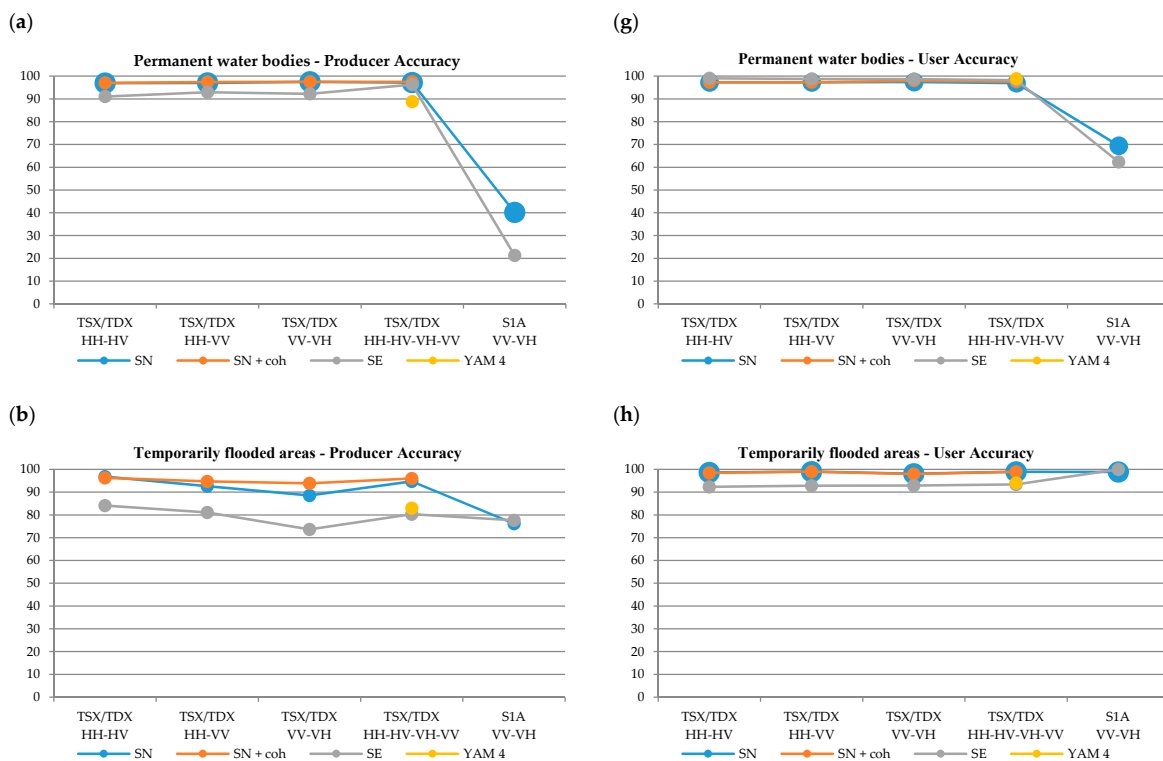 (a)
Permanent water bodies - Producer Accuracy
100
90
80
70
60
50
40
30
20
10
0
TSX/TDX TSX/TDX TSX/TDX TSX/TDX S1A
HH-HV HH-VV VV-VH HH-HV-VH-VV VV-VH
SN SN + coh SE YAM 4
(g)
Permanent water bodies - User Accuracy
100
90
80
70
60
50
40
30
20
10
0
TSX/TDX TSX/TDX TSX/TDX TSX/TDX S1A
HH-HV HH-VV VV-VH HH-HV-VH-VV VV-VH
SN SN + coh SE YAM 4
(b)
Temporarily flooded areas - Producer Accuracy
100
90
80
70
60
50
40
30
20
10
0
TSX/TDX TSX/TDX TSX/TDX TSX/TDX S1A
HH-HV HH-VV VV-VH HH-HV-VH-VV VV-VH
SN SN + coh SE YAM 4
(h)
Temporarily flooded areas - User Accuracy
100
90
80
70
60
50
40
30
20
10
0
TSX/TDX TSX/TDX TSX/TDX TSX/TDX S1A
HH-HV HH-VV VV-VH HH-HV-VH-VV VV-VH
SN SN + coh SE YAM 4